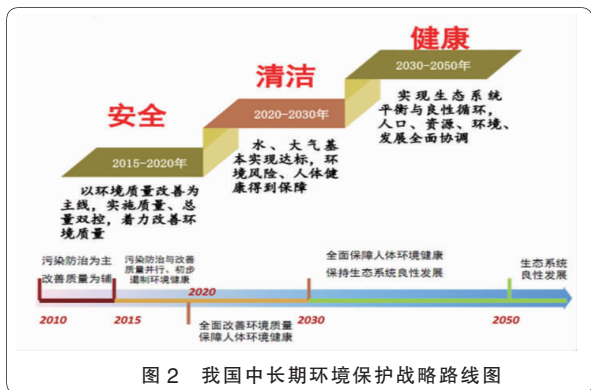 健康
2030-2050年
清洁
2020-2030年
实现生态系统
平衡与良性循环,
人口、资源、环境、
发展全面协调
安全
2015-2020年
水、大气基
本实现达标，环
境风险、人体健
康得到保障
以环境质量改善为
主线，实施质量、总
量双控，着力改善环
境质量
污染防治为主
改善质量为辅
污染防治与改善
质量并行、初步
遏制环境健康
全面保障人体环境健康
保持生态系统良性发展
生态系统
良性发展
2020
2010
2015
全面改善环境质量
保障人体环境健康
2030
2050
图 2 我国中长期环境保护战略路线图